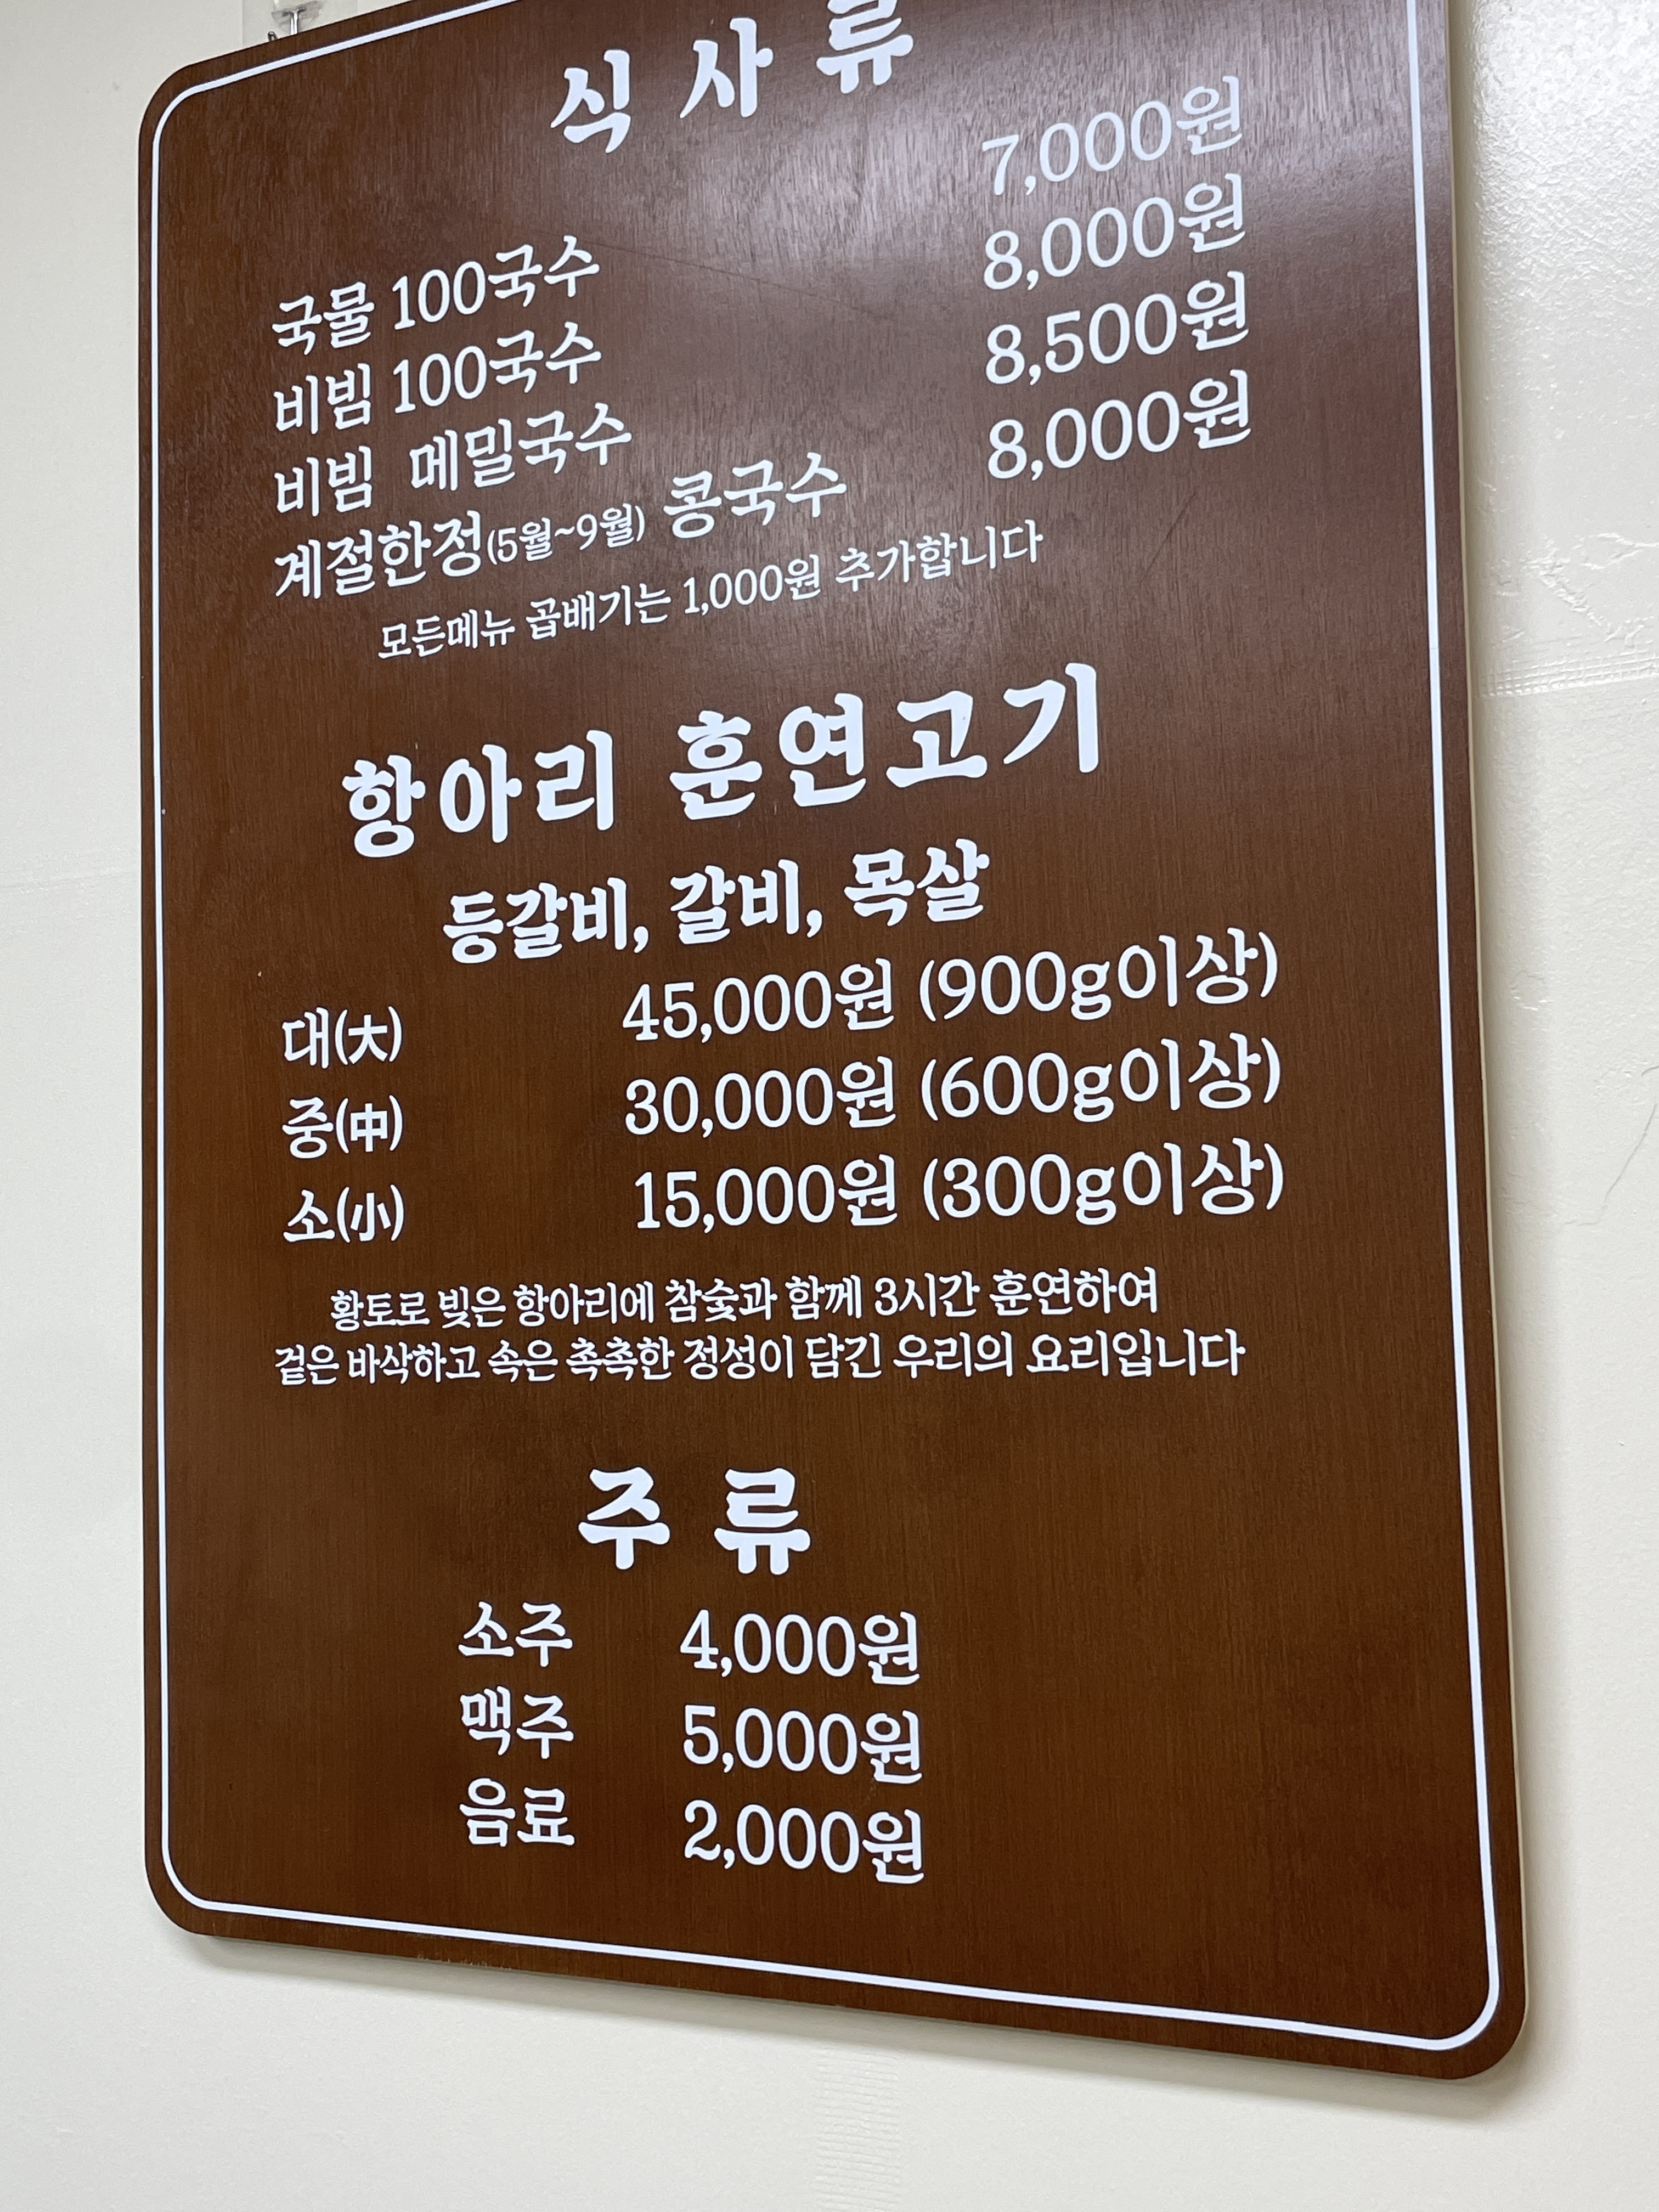 식사류
국물 100국수 7,000원
비빔 100국수 8,000원
비빔 메밀국수 8,500원
계절한정(5월~9월) 콩국수 8,000원
모든메뉴 곱배기는 1,000원 추가합니다
항아리 훈연고기
등갈비, 갈비, 목살
대(大) 45,000원 (900g이상)
중(中) 30,000원 (600g이상)
소(小) 15,000원 (300g이상)
황토로 빚은 항아리에 참숯과 함께 3시간 훈연하여
겉은 바삭하고 속은 촉촉한 정성이 담긴 우리의 요리입니다
주류
소주 4,000원
맥주 5,000원
음료 2,000원